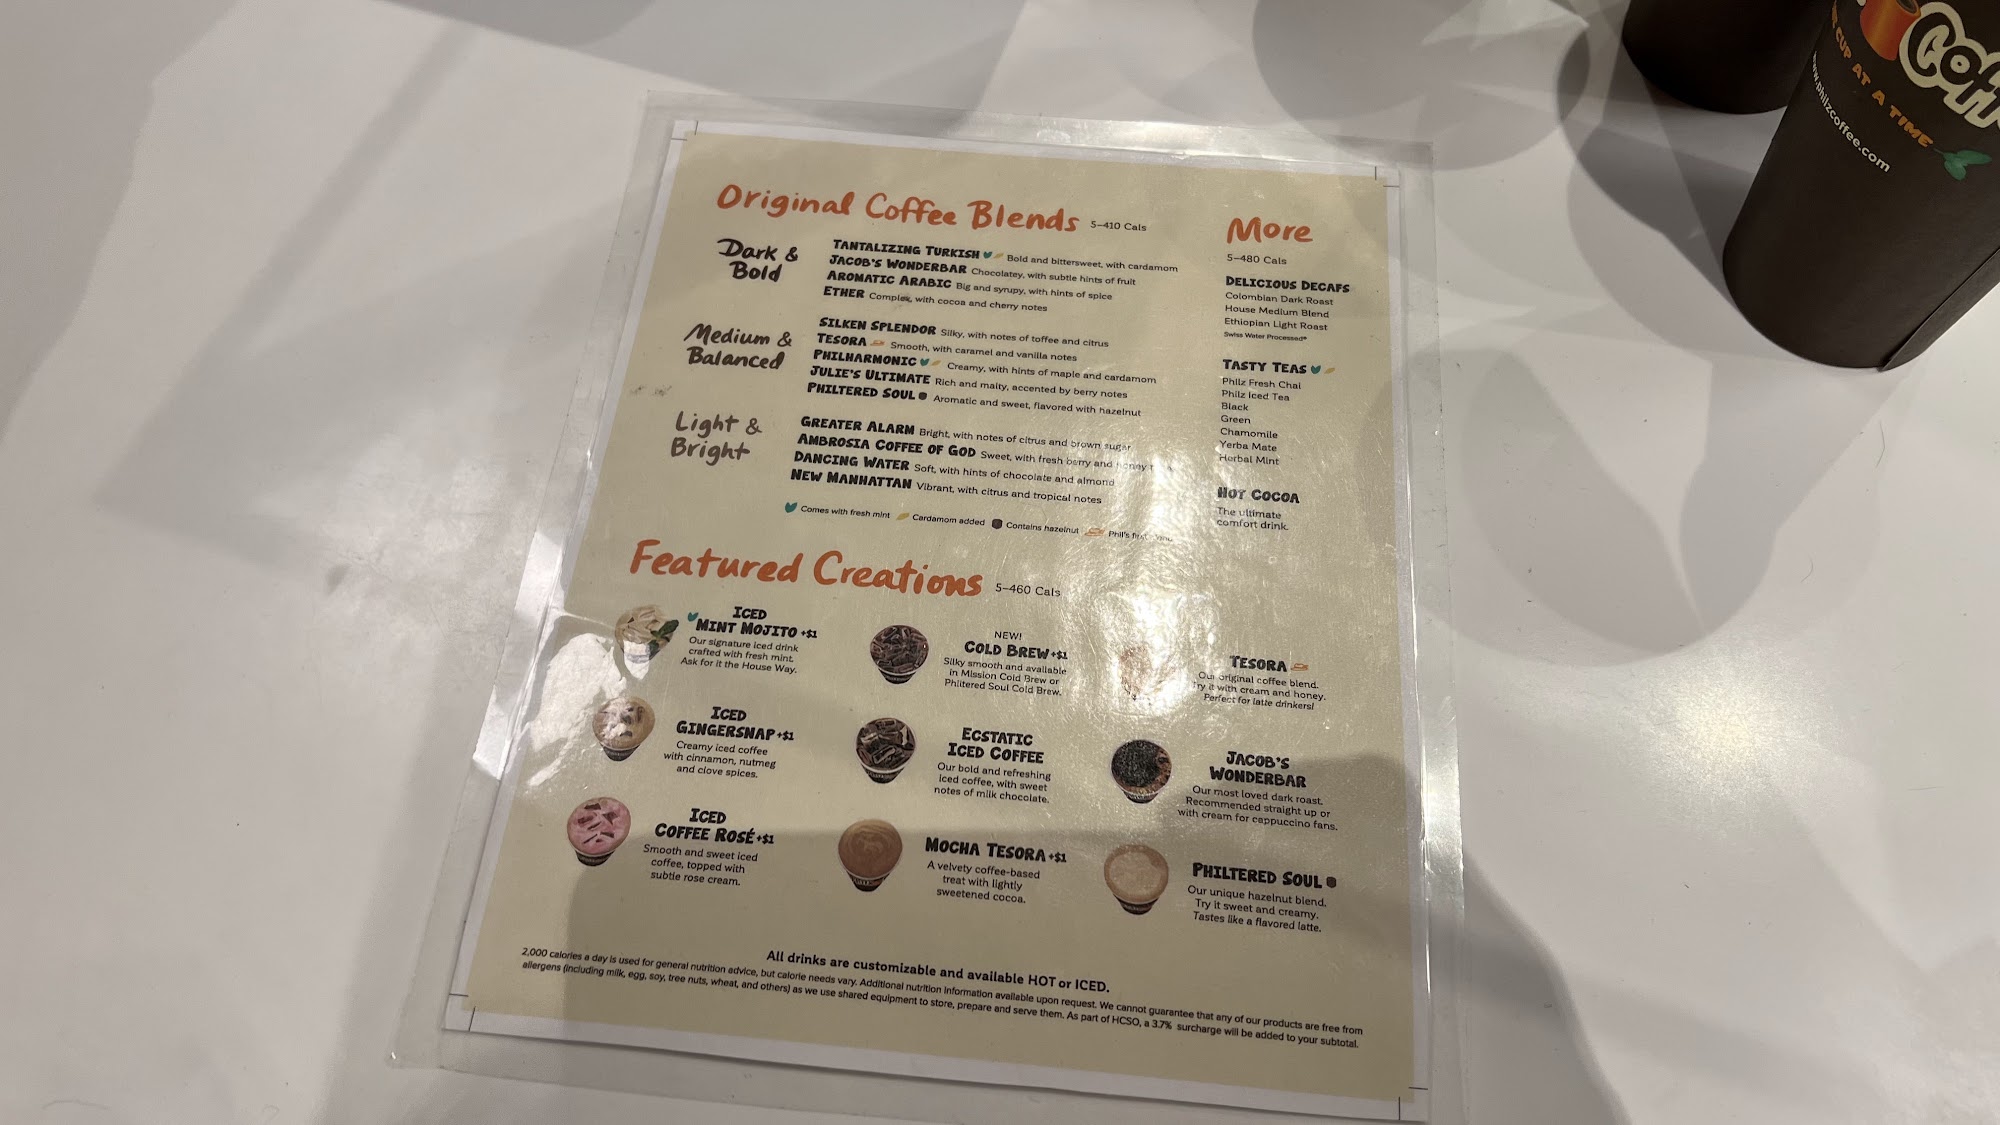 Original Coffee Blends 5–410 Cals
Dark &
Bold
TANTALIZING TURKISH Bold and bittersweet, with cardamom
JACOB'S WONDERBAR Chocolatey, with subtle hints of fruit
AROMATIC ARABIC Big and syrupy, with hints of spice
ETHER Complex, with cocoa and cherry notes
Medium &
Balanced
SILKEN SPLENDOR Silky, with notes of toffee and citrus
TESORA Smooth, with caramel and vanilla notes
PHILHARMONIC Creamy, with hints of maple and cardamom
JULIE'S ULTIMATE Rich and malty, accented by berry notes
PHILTERED SOUL Aromatic and sweet, flavored with hazelnut
Light &
Bright
GREATER ALARM Bright, with notes of citrus and brown sugar
AMBROSIA COFFEE OF GOD Sweet, with fresh berry and honey
DANCING WATER Soft, with hints of chocolate and almond
NEW MANHATTAN Vibrant, with citrus and tropical notes
Comes with fresh mint Cardamom added Contains hazelnut Phil's first
More
5–480 Cals
DELICIOUS DECAFS
Colombian Dark Roast
House Medium Blend
Ethiopian Light Roast
Swiss Water Processed®
TASTY TEAS
Philz Fresh Chai
Philz Iced Tea
Black
Green
Chamomile
Yerba Mate
Herbal Mint
HOT COCOA
The ultimate
comfort drink.
Featured Creations 5–460 Cals
ICED
MINT MOJITO +$1
Our signature iced drink
crafted with fresh mint.
Ask for it the House Way.
ICED
GINGERSNAP +$1
Creamy iced coffee
with cinnamon, nutmeg
and clove spices.
ICED
COFFEE ROSÉ +$1
Smooth and sweet iced
coffee, topped with
subtle rose cream.
NEW!
COLD BREW +$1
Silky smooth and available
in Mission Cold Brew or
Philtered Soul Cold Brew.
ECSTATIC
ICED COFFEE
Our bold and refreshing
iced coffee, with sweet
notes of milk chocolate.
MOCHA TESORA +$1
A velvety coffee-based
treat with lightly
sweetened cocoa.
TESORA
Our original coffee blend.
Try it with cream and honey.
Perfect for latte drinkers!
JACOB'S
WONDERBAR
Our most loved dark roast.
Recommended straight up or
with cream for cappuccino fans.
PHILTERED SOUL
Our unique hazelnut blend.
Try it sweet and creamy.
Tastes like a flavored latte.
All drinks are customizable and available HOT or ICED.
2,000 calories a day is used for general nutrition advice, but calorie needs vary. Additional nutrition information available upon request. We cannot guarantee that any of our products are free from
allergens (including milk, egg, soy, tree nuts, wheat, and others) as we use shared equipment to store, prepare and serve them. As part of HCSO, a 3.7% surcharge will be added to your subtotal.
CUP AT A TIME
www.philzcoffee.com